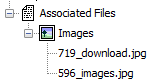 Associated Files
Images
719_download.jpg
596_images.jpg